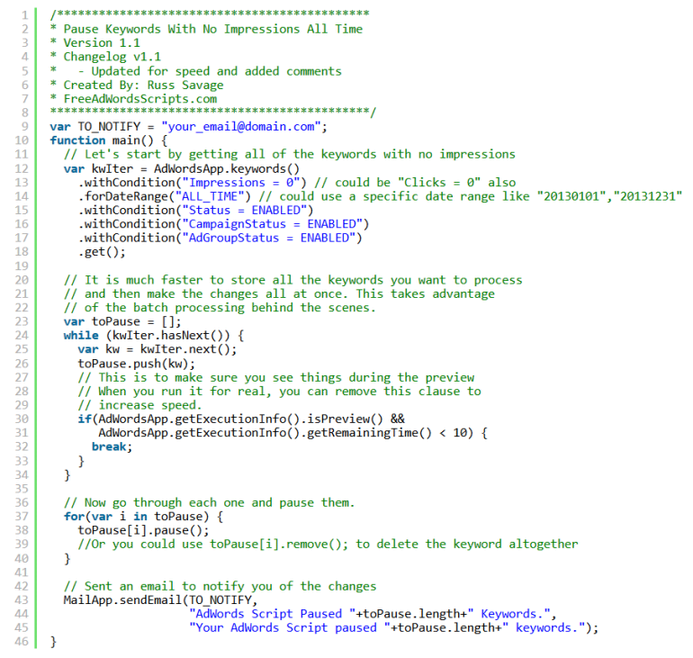 1 /*********************************************
2 * Pause Keywords With No Impressions All Time
3 * Version 1.1
4 * Changelog v1.1
5 *   - Updated for speed and added comments
6 * Created By: Russ Savage
7 * FreeAdWordsScripts.com
8 **********************************************/
9 var TO_NOTIFY = "your_email@domain.com";
10 function main() {
11   // Let's start by getting all of the keywords with no impressions
12   var kwIter = AdWordsApp.keywords()
13     .withCondition("Impressions = 0") // could be "Clicks = 0" also
14     .forDateRange("ALL_TIME") // could use a specific date range like "20130101","20131231"
15     .withCondition("Status = ENABLED")
16     .withCondition("CampaignStatus = ENABLED")
17     .withCondition("AdGroupStatus = ENABLED")
18     .get();
19
20   // It is much faster to store all the keywords you want to process
21   // and then make the changes all at once. This takes advantage
22   // of the batch processing behind the scenes.
23   var toPause = [];
24   while (kwIter.hasNext()) {
25     var kw = kwIter.next();
26     toPause.push(kw);
27     // This is to make sure you see things during the preview
28     // When you run it for real, you can remove this clause to
29     // increase speed.
30     if(AdWordsApp.getExecutionInfo().isPreview() &&
31        AdWordsApp.getExecutionInfo().getRemainingTime() < 10) {
32       break;
33     }
34   }
35
36   // Now go through each one and pause them.
37   for(var i in toPause) {
38     toPause[i].pause();
39     //Or you could use toPause[i].remove(); to delete the keyword altogether
40   }
41
42   // Sent an email to notify you of the changes
43   MailApp.sendEmail(TO_NOTIFY,
44                     "AdWords Script Paused "+toPause.length+" Keywords.",
45                     "Your AdWords Script paused "+toPause.length+" keywords.");
46 }